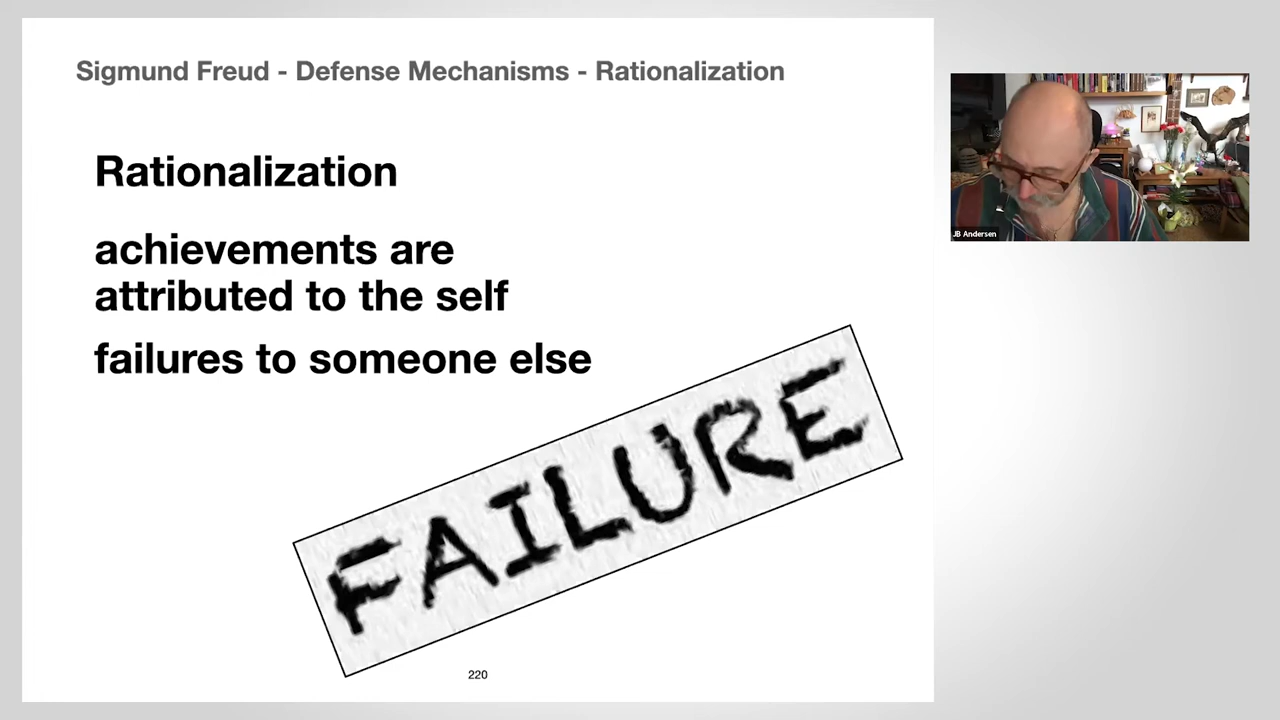 Sigmund Freud - Defense Mechanisms - Rationalization
Rationalization
achievements are
attributed to the self
failures to someone else
FAILURE
220
JB Andersen